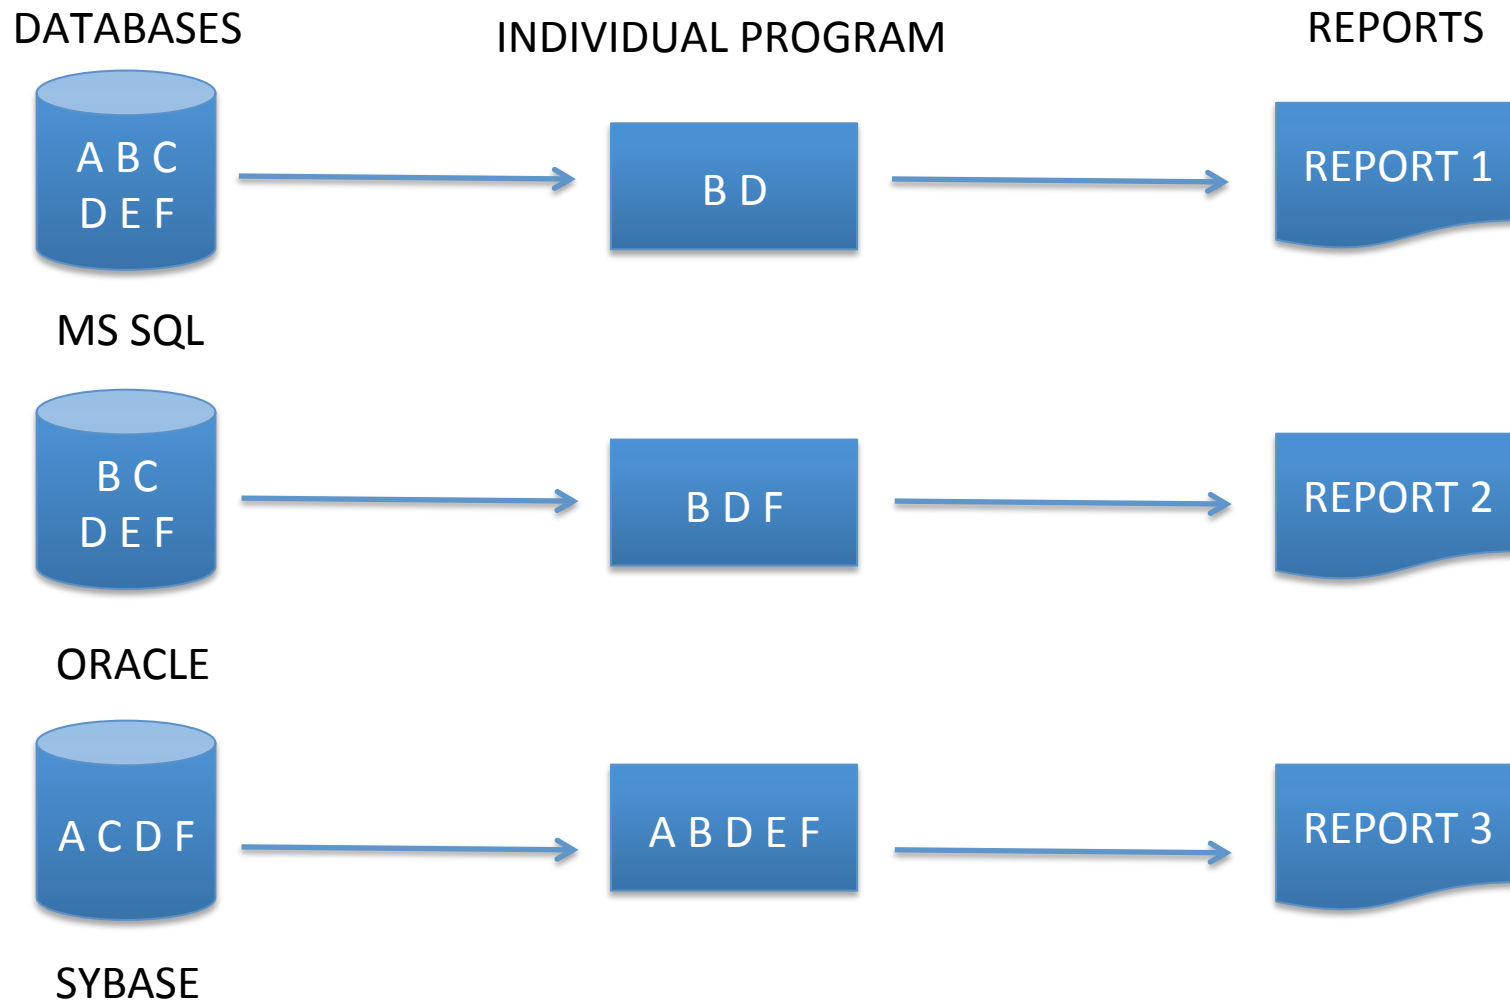 DATABASES
INDIVIDUAL PROGRAM
REPORTS
A B C
D E F
B D
REPORT 1
MS SQL
B C
D E F
B D F
REPORT 2
ORACLE
A C D F
A B D E F
REPORT 3
SYBASE